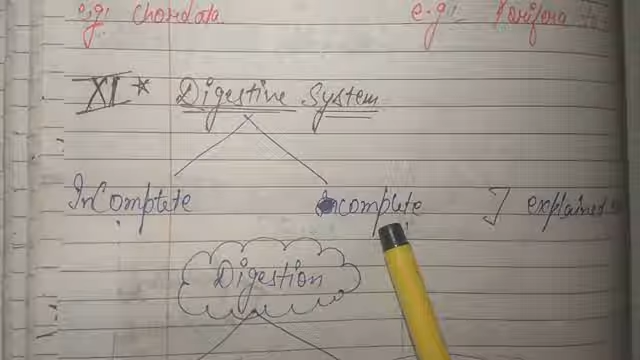 e.g:  Chordata  e.g:- Porifera
XI* Digestive System
InComplete  complete  ] explained
Digestion